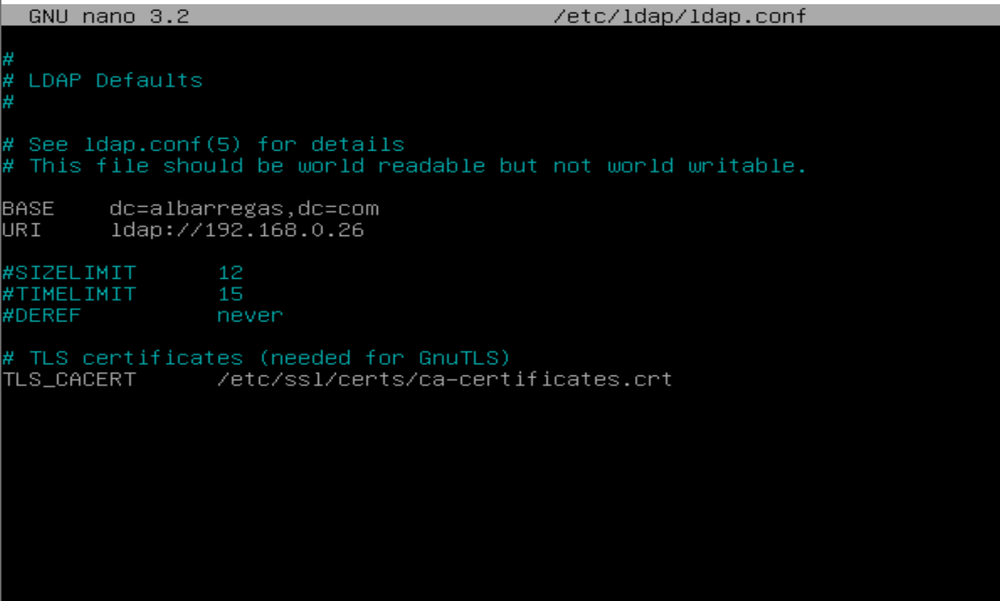 GNU nano 3.2 /etc/ldap/ldap.conf
#
# LDAP Defaults
#
# See ldap.conf(5) for details
# This file should be world readable but not world writable.
BASE dc=albarregas,dc=com
URI ldap://192.168.0.26
#SIZELIMIT 12
#TIMELIMIT 15
#DEREF never
# TLS certificates (needed for GnuTLS)
TLS_CACERT /etc/ssl/certs/ca-certificates.crt